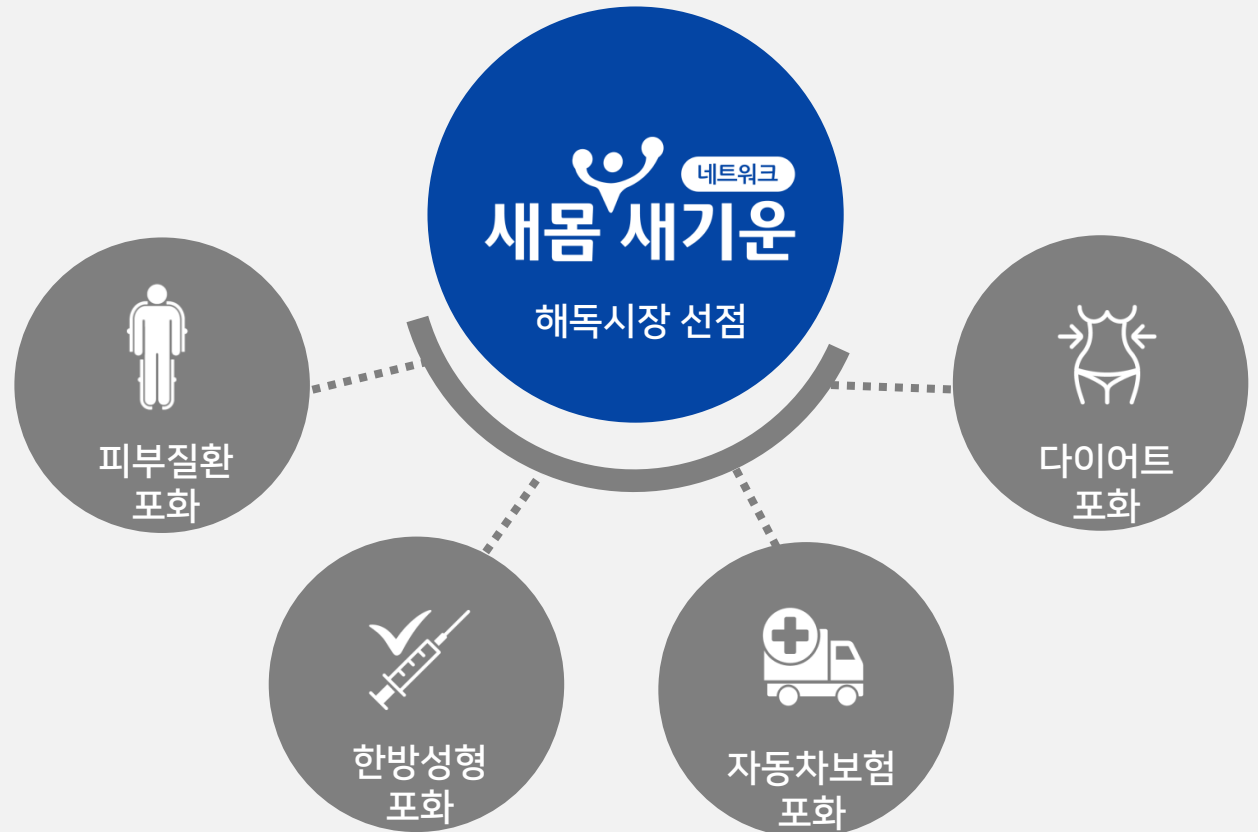 네트워크
새몸 새기운
해독시장 선점
피부질환
포화
다이어트
포화
한방성형
포화
자동차보험
포화